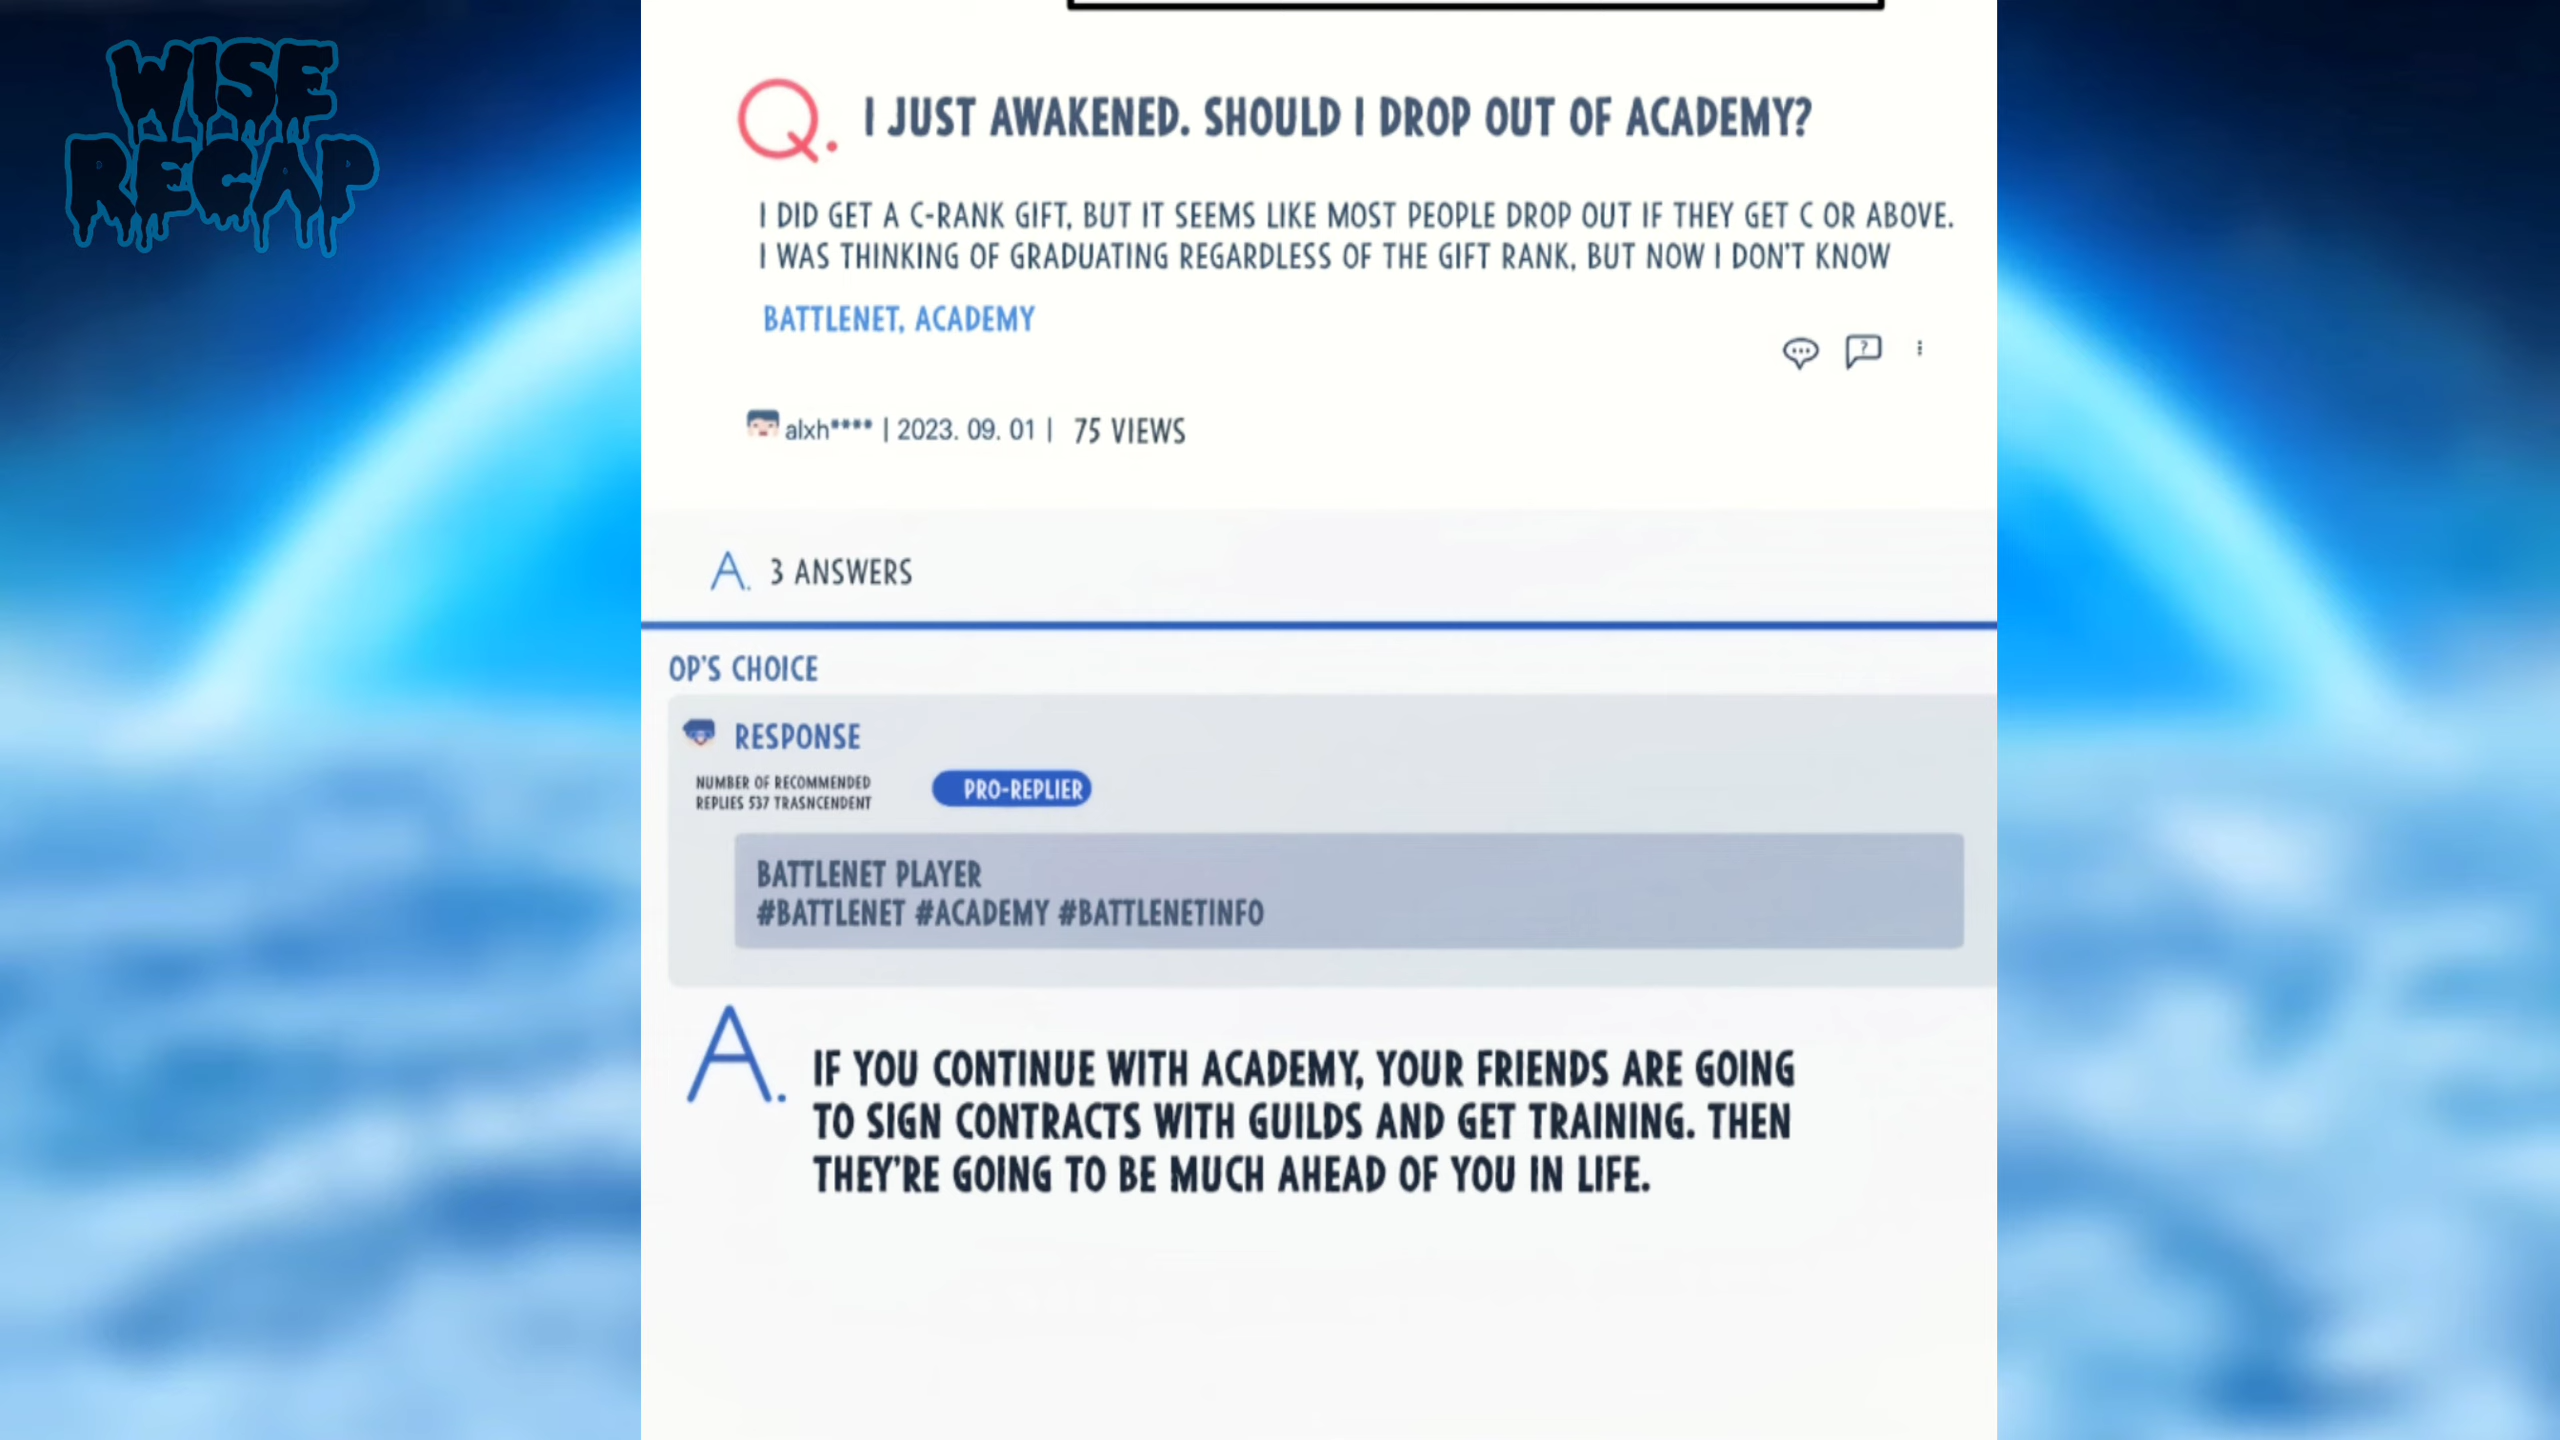 WISE
RECAP
Q. I JUST AWAKENED. SHOULD I DROP OUT OF ACADEMY?
I DID GET A C-RANK GIFT, BUT IT SEEMS LIKE MOST PEOPLE DROP OUT IF THEY GET C OR ABOVE.
I WAS THINKING OF GRADUATING REGARDLESS OF THE GIFT RANK, BUT NOW I DON'T KNOW
BATTLENET, ACADEMY
?
alxh**** | 2023. 09. 01 | 75 VIEWS
A. 3 ANSWERS
OP'S CHOICE
RESPONSE
NUMBER OF RECOMMENDED
REPLIES 537 TRASNCENDENT
PRO-REPLIER
BATTLENET PLAYER
#BATTLENET #ACADEMY #BATTLENETINFO
A. IF YOU CONTINUE WITH ACADEMY, YOUR FRIENDS ARE GOING
TO SIGN CONTRACTS WITH GUILDS AND GET TRAINING. THEN
THEY'RE GOING TO BE MUCH AHEAD OF YOU IN LIFE.